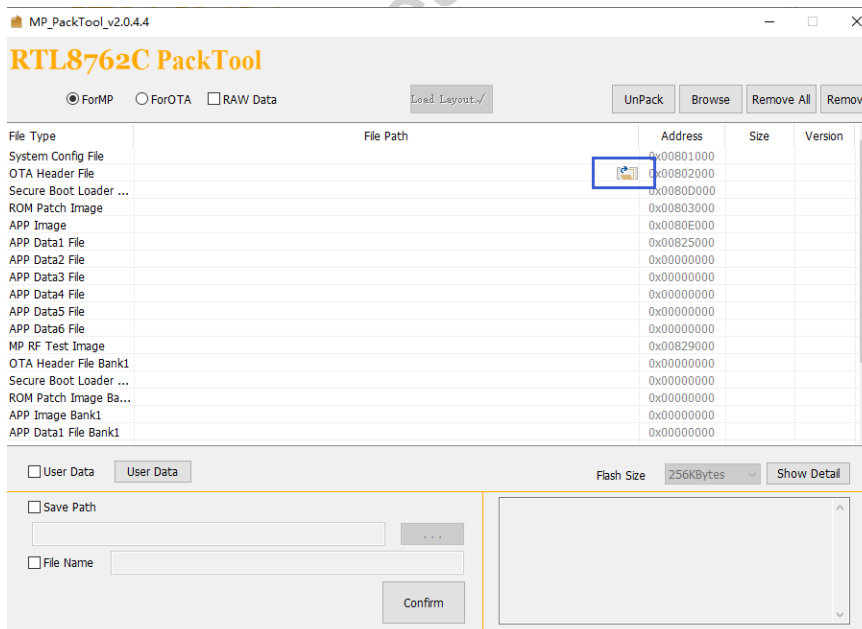 MP_PackTool_v2.0.4.4
RTL8762C PackTool
ForMP ForOTA RAW Data Load Layout√ UnPack Browse Remove All Remov
File Type File Path Address Size Version
System Config File 0x00801000
OTA Header File 0x00802000
Secure Boot Loader ... 0x0080D000
ROM Patch Image 0x00803000
APP Image 0x0080E000
APP Data1 File 0x00825000
APP Data2 File 0x00000000
APP Data3 File 0x00000000
APP Data4 File 0x00000000
APP Data5 File 0x00000000
APP Data6 File 0x00000000
MP RF Test Image 0x00829000
OTA Header File Bank1 0x00000000
Secure Boot Loader ... 0x00000000
ROM Patch Image Ba... 0x00000000
APP Image Bank1 0x00000000
APP Data1 File Bank1 0x00000000
User Data User Data Flash Size 256KBytes Show Detail
Save Path
...
File Name
Confirm